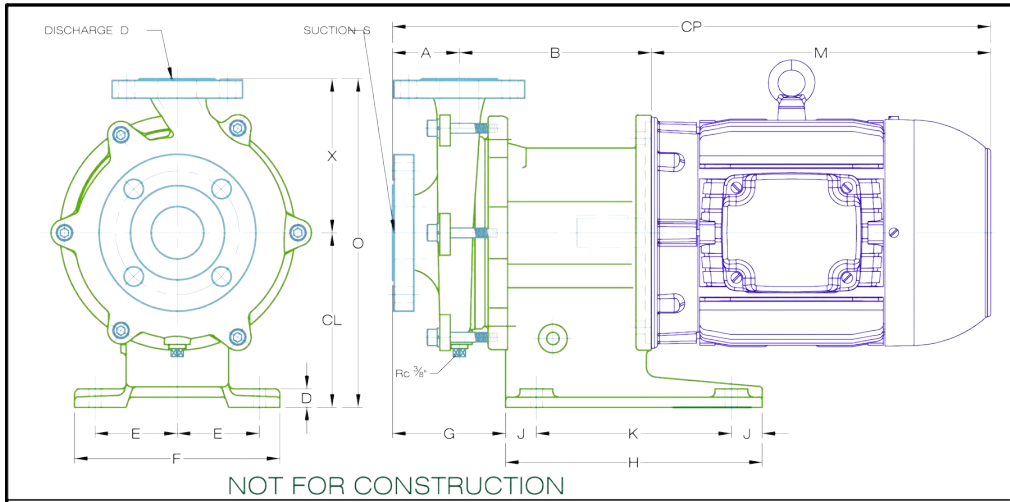 DISCHARGE D
SUCTION S
CP
A
B
M
X
O
CL
D
Rc 3/8"
E
E
F
G
J
K
J
H
NOT FOR CONSTRUCTION